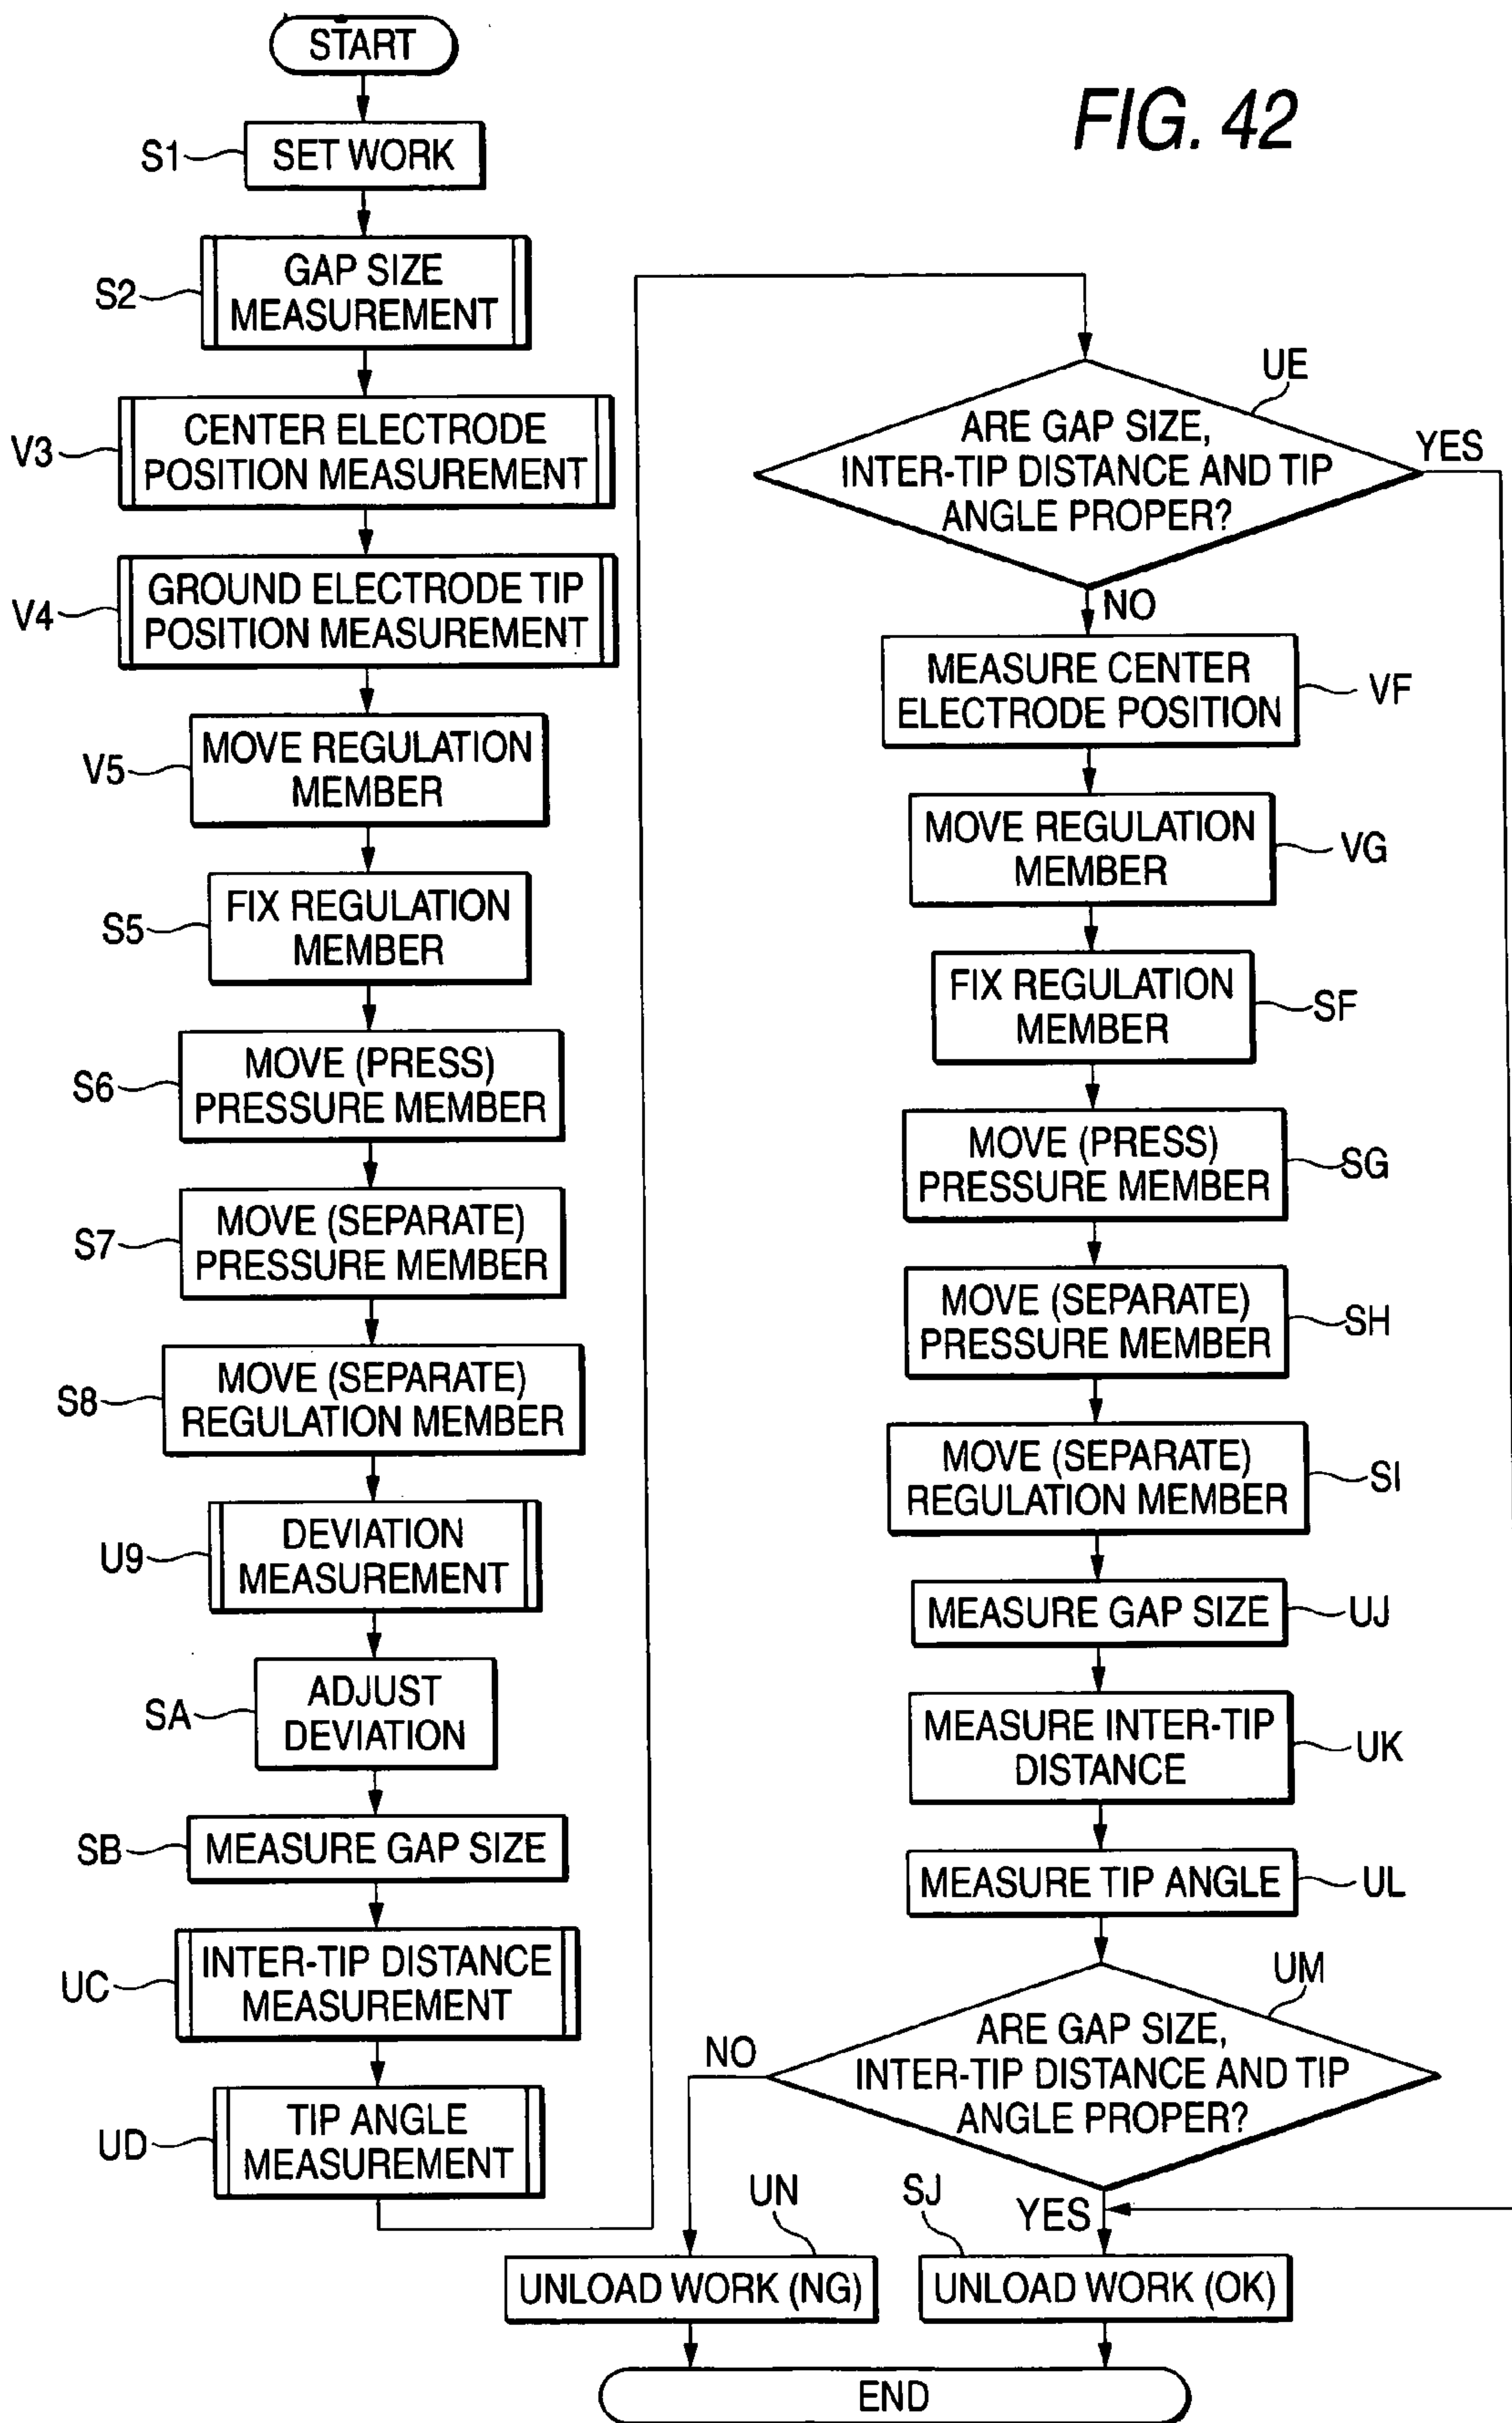 FIG. 42
START
S1
SET WORK
S2
GAP SIZE
MEASUREMENT
V3
CENTER ELECTRODE
POSITION MEASUREMENT
V4
GROUND ELECTRODE TIP
POSITION MEASUREMENT
V5
MOVE REGULATION
MEMBER
S5
FIX REGULATION
MEMBER
S6
MOVE (PRESS)
PRESSURE MEMBER
S7
MOVE (SEPARATE)
PRESSURE MEMBER
S8
MOVE (SEPARATE)
REGULATION MEMBER
U9
DEVIATION
MEASUREMENT
SA
ADJUST
DEVIATION
SB
MEASURE GAP SIZE
UC
INTER-TIP DISTANCE
MEASUREMENT
UD
TIP ANGLE
MEASUREMENT
UE
ARE GAP SIZE,
INTER-TIP DISTANCE AND TIP
ANGLE PROPER?
YES
NO
MEASURE CENTER
ELECTRODE POSITION
VF
MOVE REGULATION
MEMBER
VG
FIX REGULATION
MEMBER
SF
MOVE (PRESS)
PRESSURE MEMBER
SG
MOVE (SEPARATE)
PRESSURE MEMBER
SH
MOVE (SEPARATE)
REGULATION MEMBER
SI
MEASURE GAP SIZE
UJ
MEASURE INTER-TIP
DISTANCE
UK
MEASURE TIP ANGLE
UL
UM
ARE GAP SIZE,
INTER-TIP DISTANCE AND TIP
ANGLE PROPER?
NO
YES
UN
UNLOAD WORK (NG)
SJ
UNLOAD WORK (OK)
END